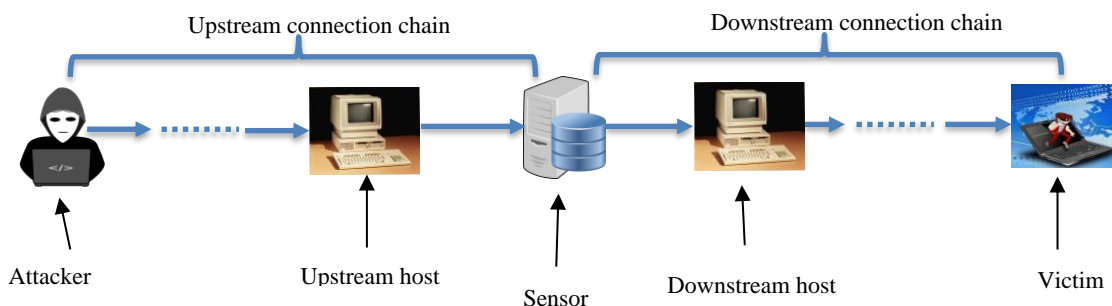 Upstream connection chain
Downstream connection chain
</>
Attacker
Upstream host
Sensor
Downstream host
Victim